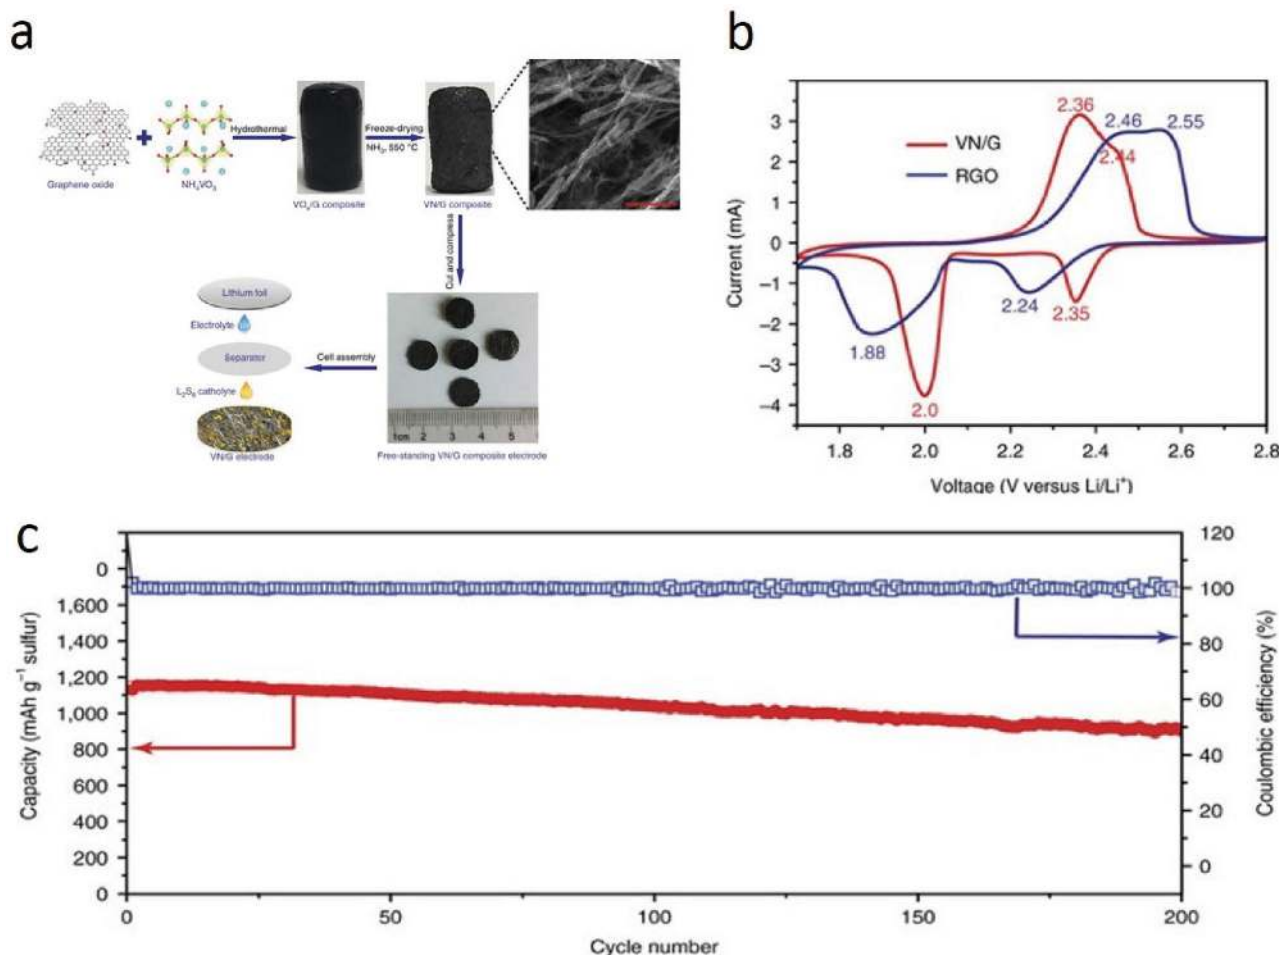 a
Graphene oxide
NH₄VO₃
Hydrothermal
VOₓ/G composite
Freeze-drying
NH₃, 550 °C
VN/G composite
Cut and compress
Lithium foil
Electrolyte
Separator
L₂S₆ catholyte
VN/G electrode
Cell assembly
1cm 2 3 4 5
Free-standing VN/G composite electrode
b
Current (mA)
3
2
1
0
−1
−2
−3
−4
2.36
2.46
2.55
2.44
VN/G
RGO
2.24
2.35
1.88
2.0
1.8 2.0 2.2 2.4 2.6 2.8
Voltage (V versus Li/Li⁺)
c
Capacity (mAh g⁻¹ sulfur)
0
1,600
1,400
1,200
1,000
800
600
400
200
0
120
100
80
60
40
20
0
Coulombic efficiency (%)
0 50 100 150 200
Cycle number